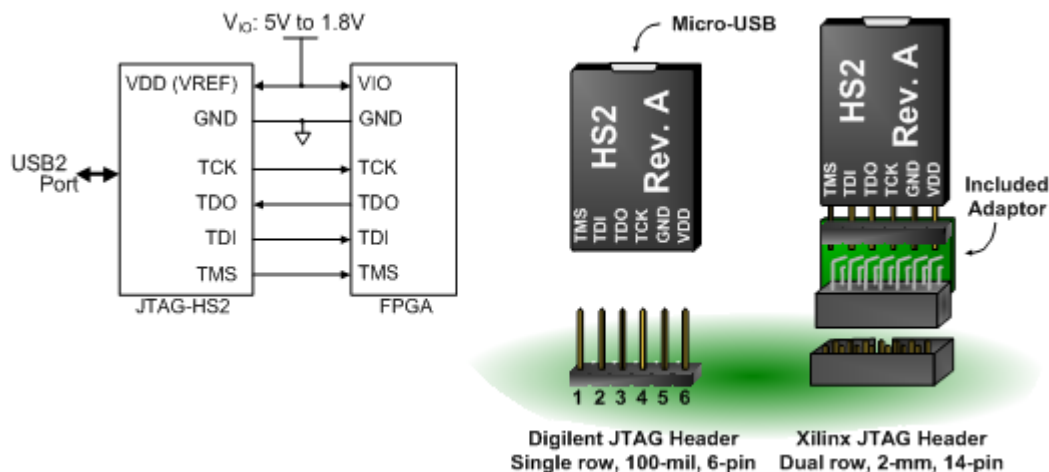 V_IO: 5V to 1.8V
VDD (VREF)
GND
TCK
TDO
TDI
TMS
VIO
GND
TCK
TDO
TDI
TMS
USB2
Port
JTAG-HS2
FPGA
Micro-USB
HS2
Rev. A
TMS
TDI
TDO
TCK
GND
VDD
1 2 3 4 5 6
Digilent JTAG Header
Single row, 100-mil, 6-pin
HS2
Rev. A
TMS
TDI
TDO
TCK
GND
VDD
Included
Adaptor
Xilinx JTAG Header
Dual row, 2-mm, 14-pin